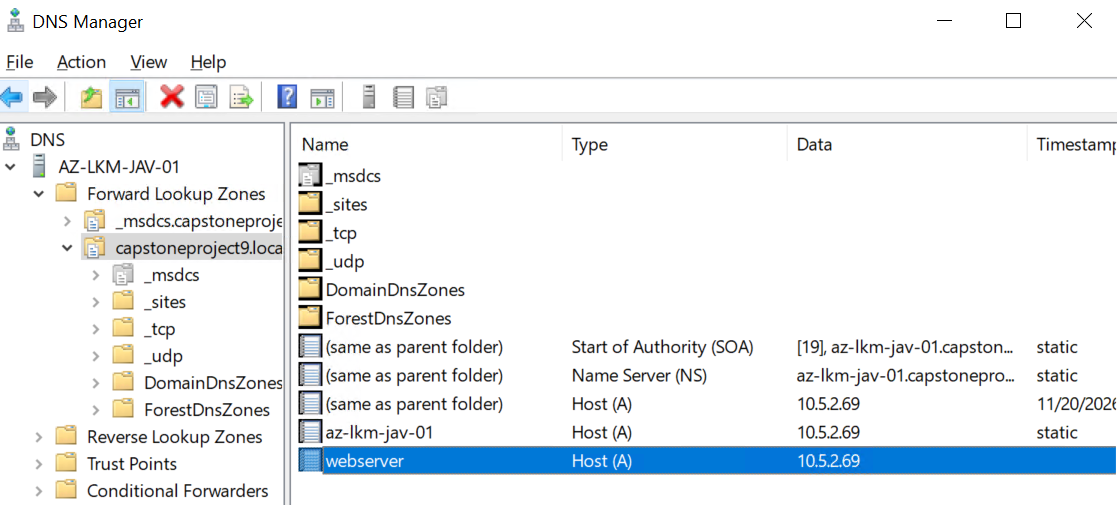 DNS Manager
File Action View Help
DNS
AZ-LKM-JAV-01
Forward Lookup Zones
_msdcs.capstoneproje
capstoneproject9.loca
_msdcs
_sites
_tcp
_udp
DomainDnsZones
ForestDnsZones
Reverse Lookup Zones
Trust Points
Conditional Forwarders
Name Type Data Timestamp
_msdcs
_sites
_tcp
_udp
DomainDnsZones
ForestDnsZones
(same as parent folder) Start of Authority (SOA) [19], az-lkm-jav-01.capston... static
(same as parent folder) Name Server (NS) az-lkm-jav-01.capstonepro... static
(same as parent folder) Host (A) 10.5.2.69 11/20/2026
az-lkm-jav-01 Host (A) 10.5.2.69 static
webserver Host (A) 10.5.2.69